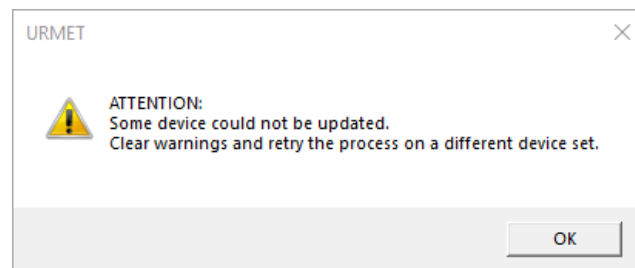 URMET
ATTENTION:
Some device could not be updated.
Clear warnings and retry the process on a different device set.
OK